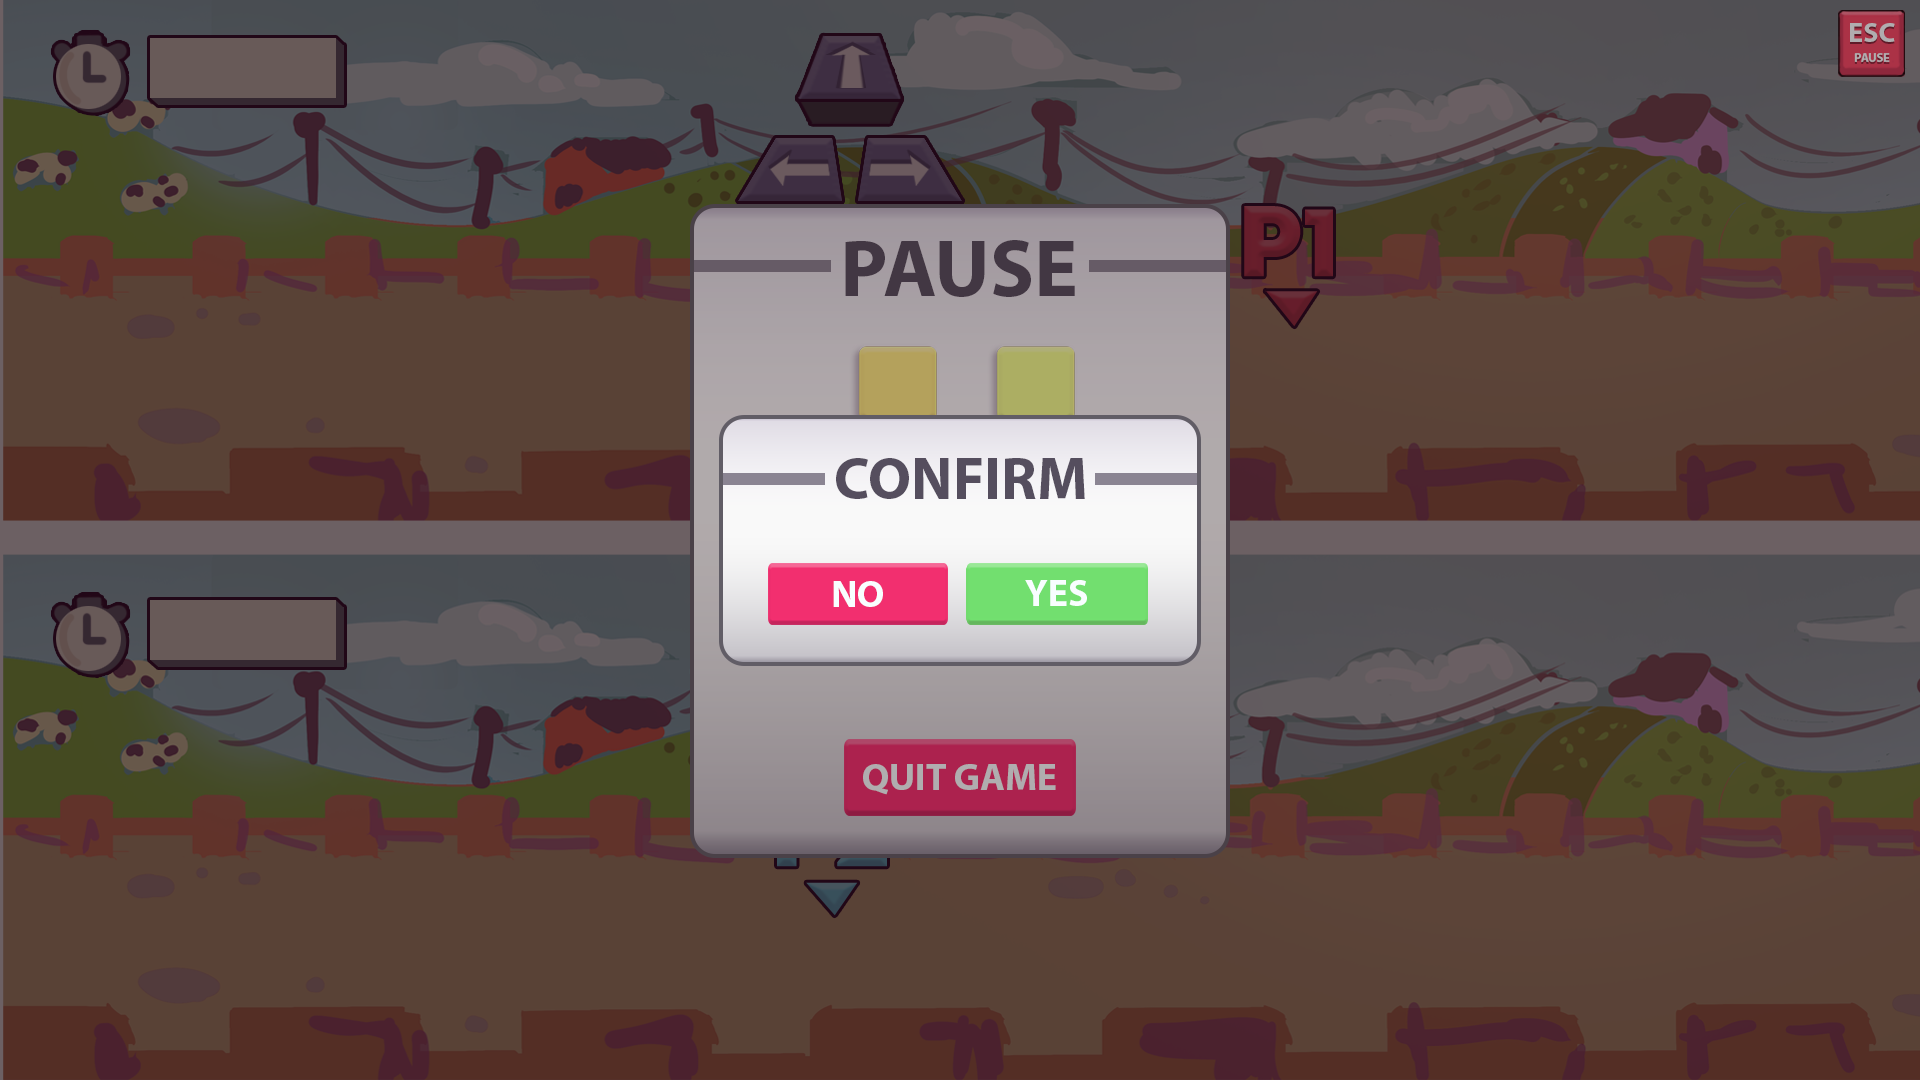 ESC
PAUSE
P1
PAUSE
CONFIRM
NO
YES
QUIT GAME